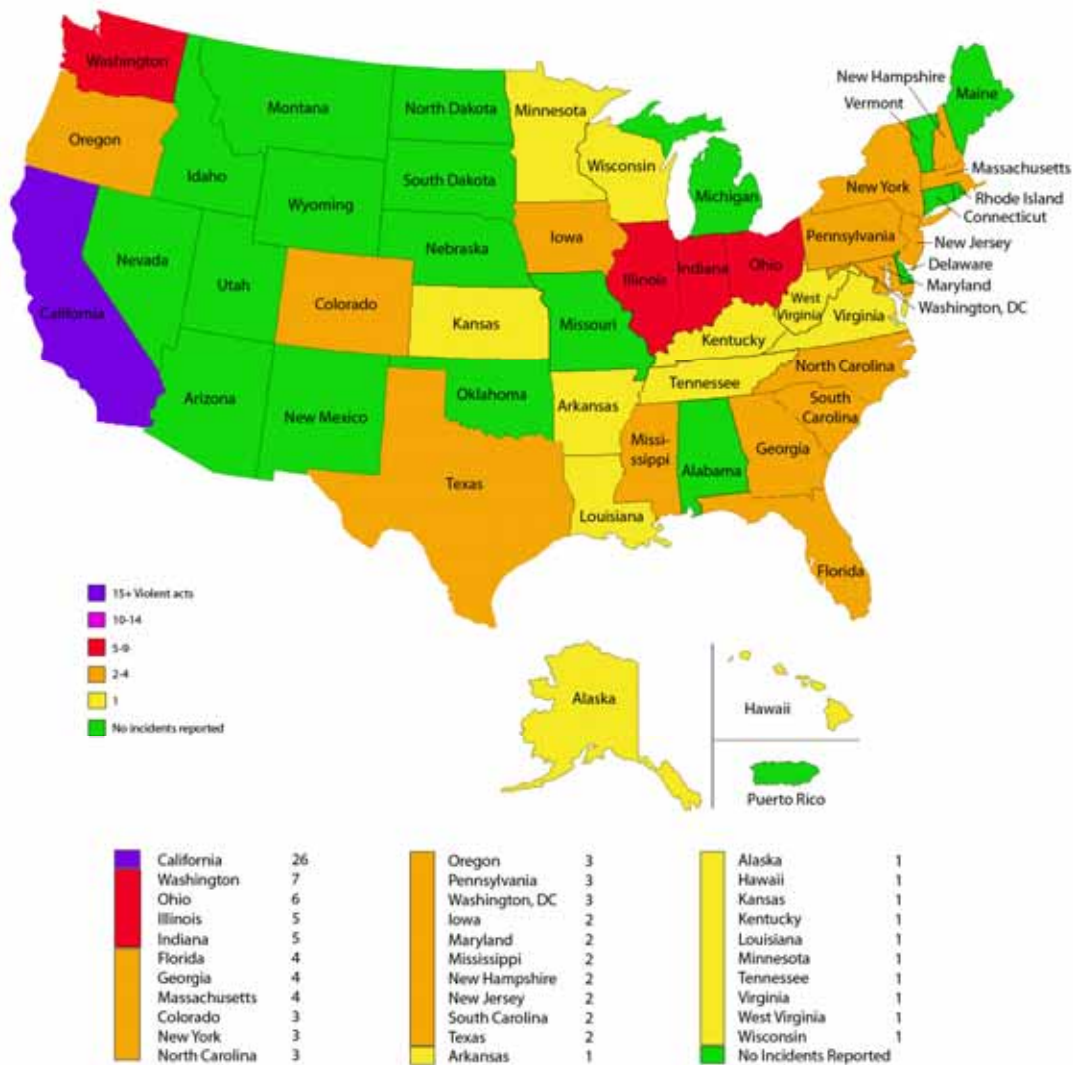 Washington
Montana
North Dakota
Minnesota
New Hampshire
Vermont
Maine
Oregon
Idaho
South Dakota
Wisconsin
Michigan
New York
Massachusetts
Rhode Island
Connecticut
Wyoming
Nebraska
Iowa
Pennsylvania
New Jersey
Delaware
Maryland
Washington, DC
Nevada
Utah
Colorado
Kansas
Missouri
Illinois
Indiana
Ohio
West
Virginia
Virginia
California
Kentucky
North Carolina
Tennessee
South
Carolina
Arizona
New Mexico
Oklahoma
Arkansas
Missi-
ssippi
Alabama
Georgia
Texas
Louisiana
Florida
15+ Violent acts
10-14
5-9
2-4
1
No incidents reported
Alaska
Hawaii
Puerto Rico
California 26
Washington 7
Ohio 6
Illinois 5
Indiana 5
Florida 4
Georgia 4
Massachusetts 4
Colorado 3
New York 3
North Carolina 3
Oregon 3
Pennsylvania 3
Washington, DC 3
Iowa 2
Maryland 2
Mississippi 2
New Hampshire 2
New Jersey 2
South Carolina 2
Texas 2
Arkansas 1
Alaska 1
Hawaii 1
Kansas 1
Kentucky 1
Louisiana 1
Minnesota 1
Tennessee 1
Virginia 1
West Virginia 1
Wisconsin 1
No Incidents Reported